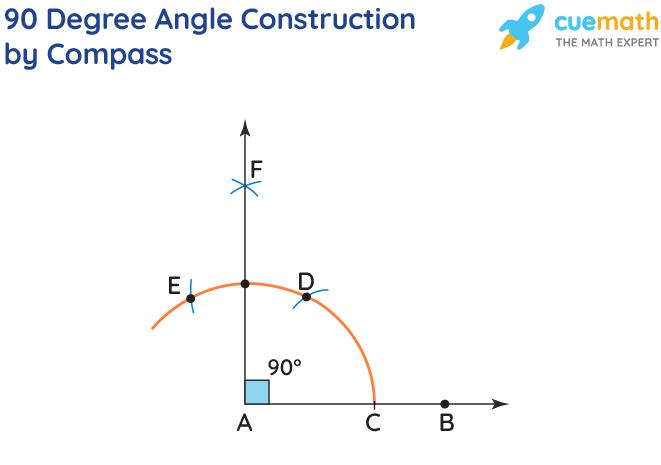 90 Degree Angle Construction
by Compass
cuemath
THE MATH EXPERT
F
E
D
90°
A
C
B